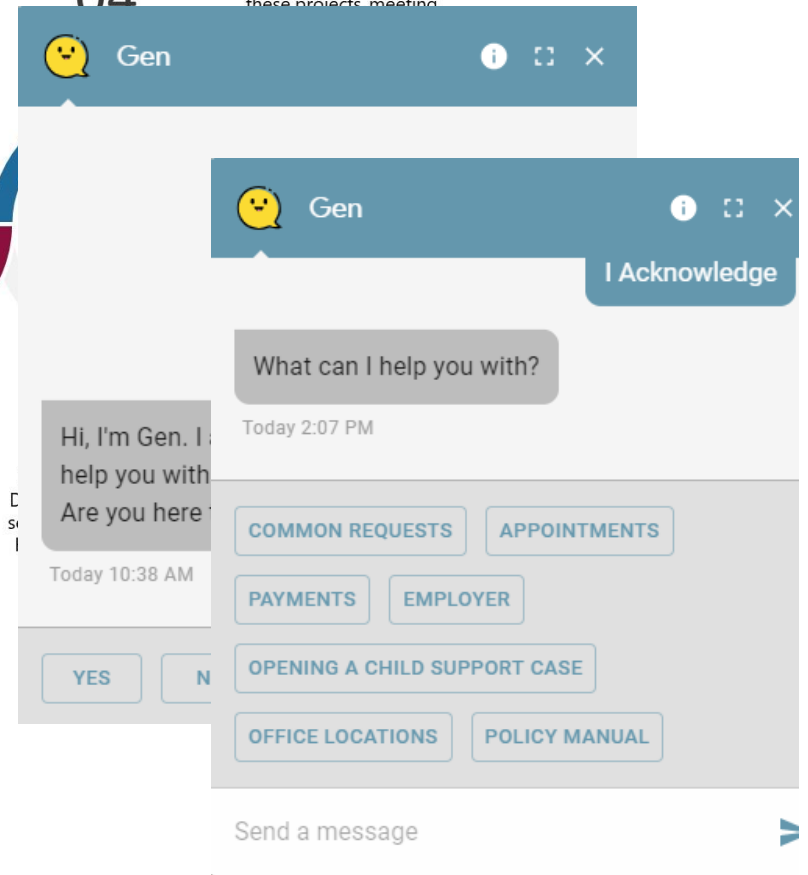 04
these projects, meeting
Gen
Hi, I'm Gen. I
help you with
Are you here
Today 10:38 AM
YES
N
Gen
I Acknowledge
What can I help you with?
Today 2:07 PM
COMMON REQUESTS
APPOINTMENTS
PAYMENTS
EMPLOYER
OPENING A CHILD SUPPORT CASE
OFFICE LOCATIONS
POLICY MANUAL
Send a message